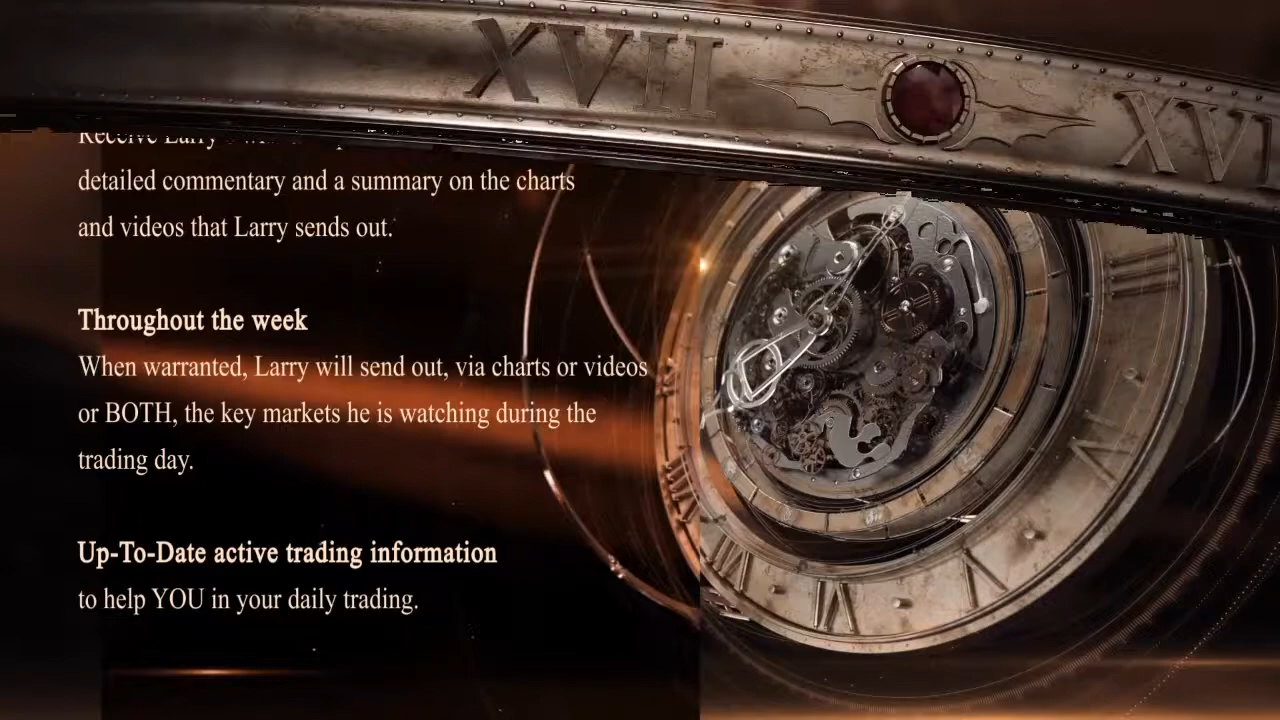 XVII
Receive Larry
detailed commentary and a summary on the charts
and videos that Larry sends out.
Throughout the week
When warranted, Larry will send out, via charts or videos
or BOTH, the key markets he is watching during the
trading day.
Up-To-Date active trading information
to help YOU in your daily trading.